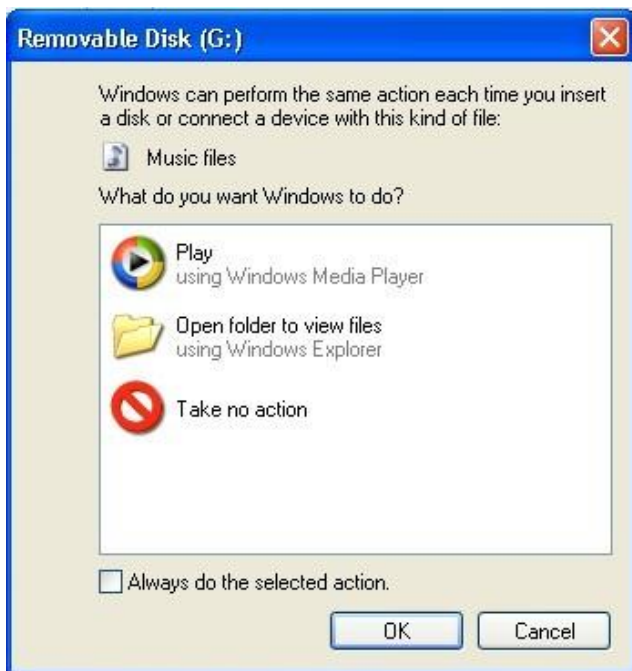 Removable Disk (G:)
Windows can perform the same action each time you insert
a disk or connect a device with this kind of file:
Music files
What do you want Windows to do?
Play
using Windows Media Player
Open folder to view files
using Windows Explorer
Take no action
Always do the selected action.
OK
Cancel